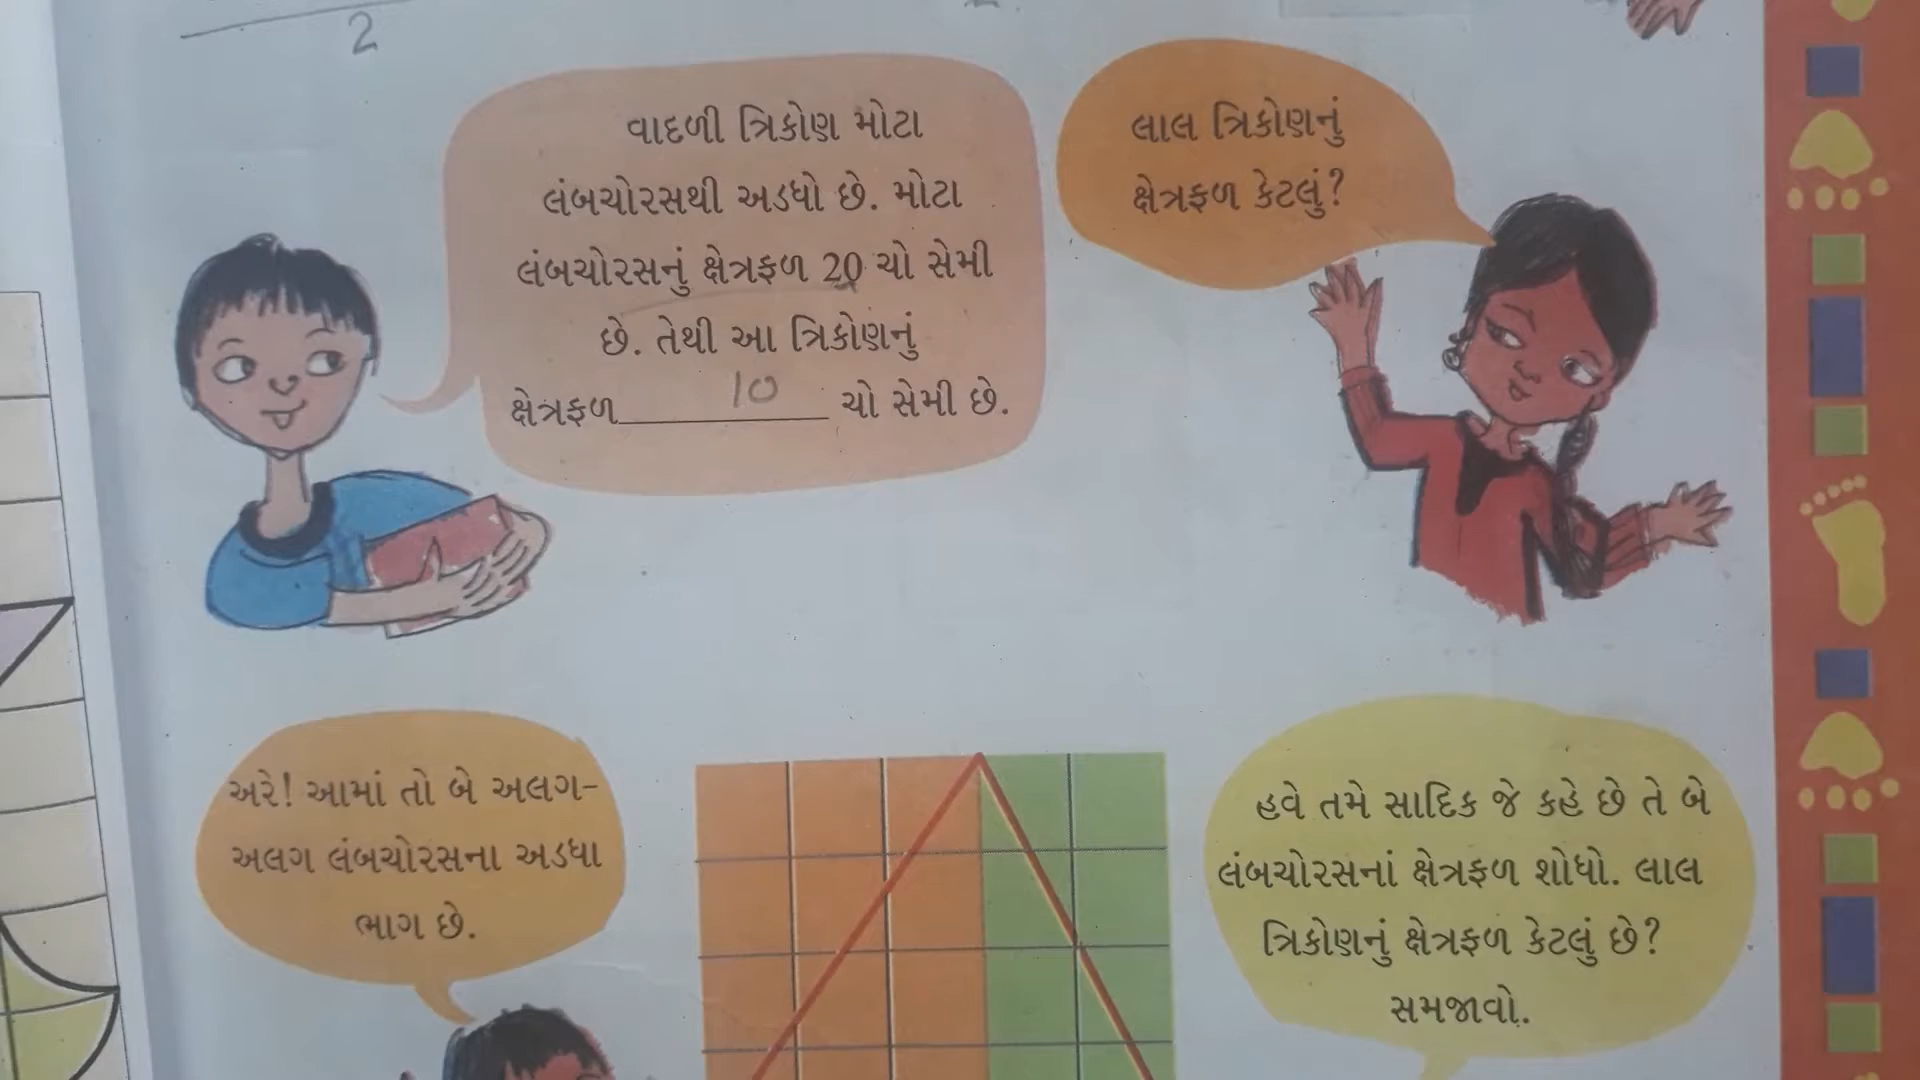 2
વાદળી ત્રિકોણ મોટા
લંબચોરસથી અડધો છે. મોટા
લંબચોરસનું ક્ષેત્રફળ 20 ચો સેમી
છે. તેથી આ ત્રિકોણનું
ક્ષેત્રફળ 10 ચો સેમી છે.
લાલ ત્રિકોણનું
ક્ષેત્રફળ કેટલું?
અરે! આમાં તો બે અલગ-
અલગ લંબચોરસના અડધા
ભાગ છે.
હવે તમે સાદિક જે કહે છે તે બે
લંબચોરસનાં ક્ષેત્રફળ શોધો. લાલ
ત્રિકોણનું ક્ષેત્રફળ કેટલું છે?
સમજાવો.